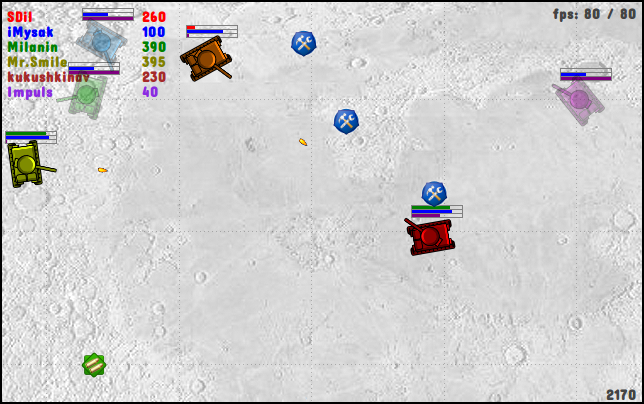 SDil 260
iMysak 100
Milanin 390
Mr.Smile 395
kukushkinav 230
Impuls 40
fps: 80 / 80
2170